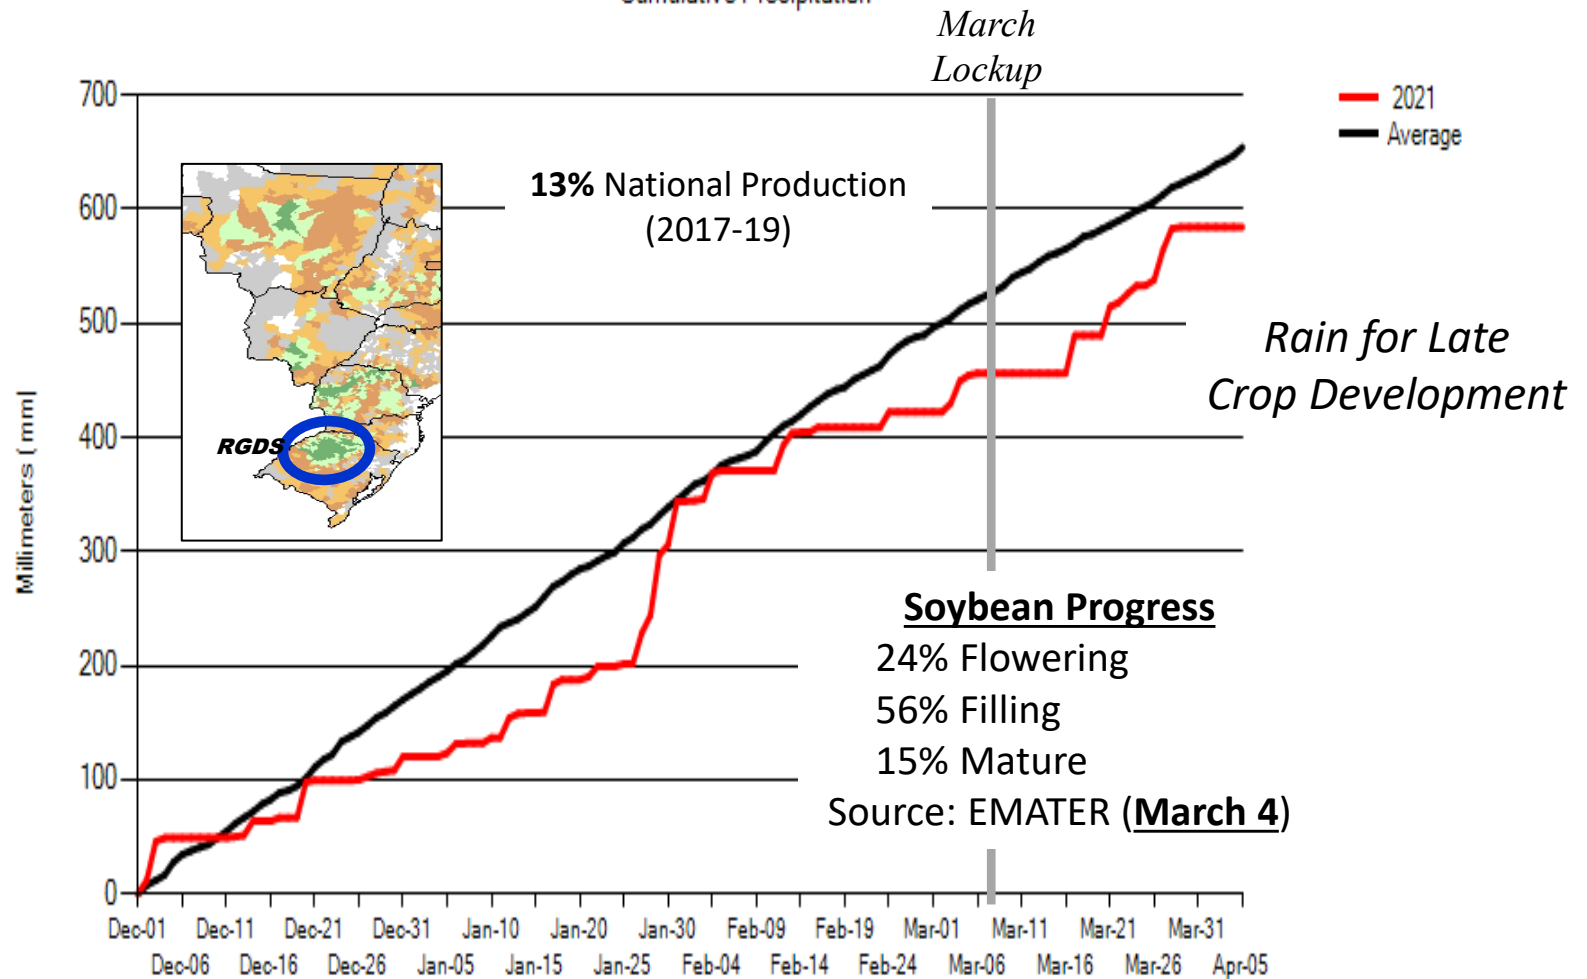 Cumulative Precipitation
March
Lockup
2021
Average
13% National Production
(2017-19)
RGDS
Rain for Late
Crop Development
Soybean Progress
24% Flowering
56% Filling
15% Mature
Source: EMATER (March 4)
Millimeters ( mm)
700
600
500
400
300
200
100
0
Dec-01 Dec-11 Dec-21 Dec-31 Jan-10 Jan-20 Jan-30 Feb-09 Feb-19 Mar-01 Mar-11 Mar-21 Mar-31
Dec-06 Dec-16 Dec-26 Jan-05 Jan-15 Jan-25 Feb-04 Feb-14 Feb-24 Mar-06 Mar-16 Mar-26 Apr-05